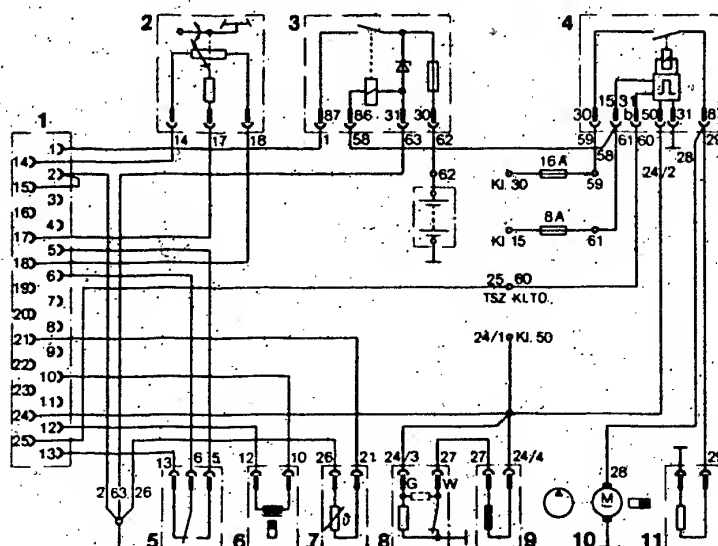 2
3
4
87 86 31 30
30 15 31 b 50 31 87
1
14 17 18
1 58 63 62
59 58 61 60 24/2 28 29
1
14
2
15
3
16
4
17
5
18
6
19
7
20
8
21
9
22
10
23
11
24
12
25
13
62
Kl. 30
16 A
59
Kl 15
8 A
61
25 60
TSZ KLTO.
24/1 Kl. 50
13 6 5
12 10
26 21
24/3 27
27 24/4
28
29
G W
ϑ
M
2 63 26
5
6
7
8
9
10
11